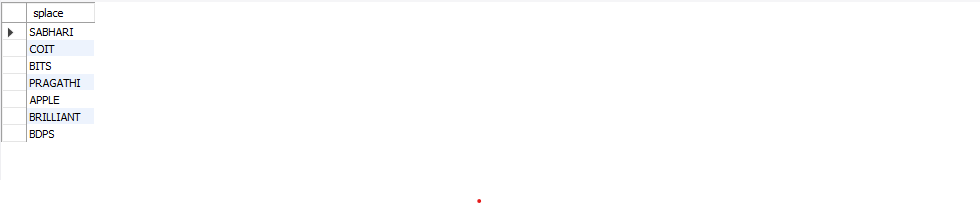 splace
SABHARI
COIT
BITS
PRAGATHI
APPLE
BRILLIANT
BDPS